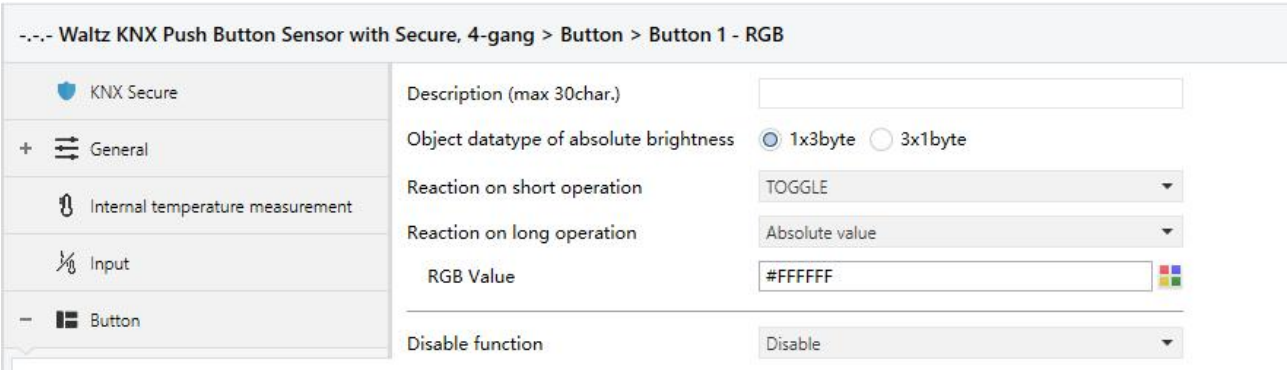 -.-.- Waltz KNX Push Button Sensor with Secure, 4-gang > Button > Button 1 - RGB
KNX Secure
+ General
Internal temperature measurement
Input
- Button
Description (max 30char.)
Object datatype of absolute brightness 1x3byte 3x1byte
Reaction on short operation TOGGLE
Reaction on long operation Absolute value
RGB Value #FFFFFF
Disable function Disable